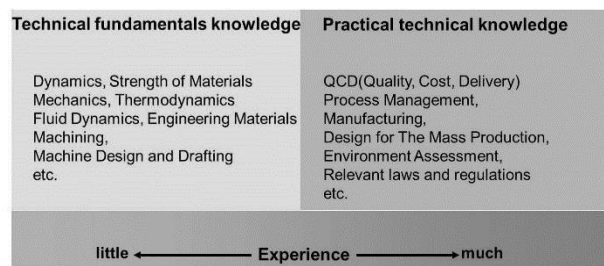 Technical fundamentals knowledge
Dynamics, Strength of Materials
Mechanics, Thermodynamics
Fluid Dynamics, Engineering Materials
Machining,
Machine Design and Drafting
etc.
Practical technical knowledge
QCD(Quality, Cost, Delivery)
Process Management,
Manufacturing,
Design for The Mass Production,
Environment Assessment,
Relevant laws and regulations
etc.
little Experience much